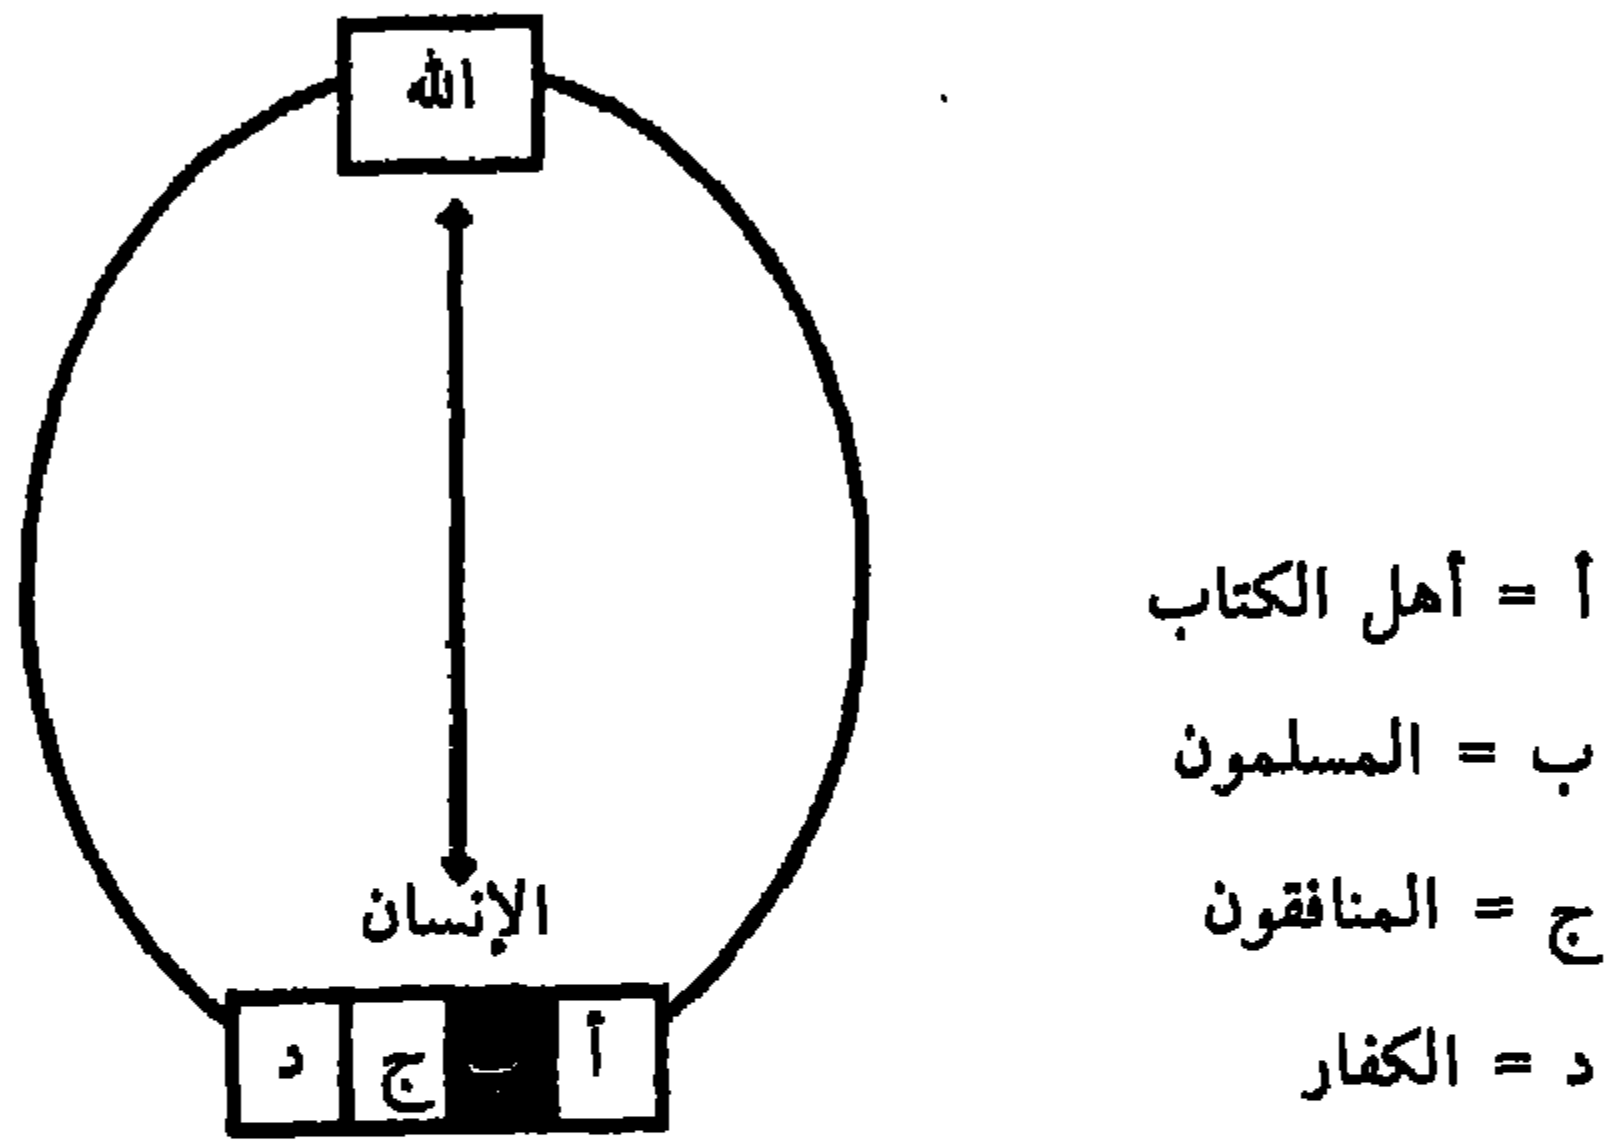 الله
أ = أهل الكتاب
ب = المسلمون
ج = المنافقون
الإنسان
د = الكفار
أ ب ج د